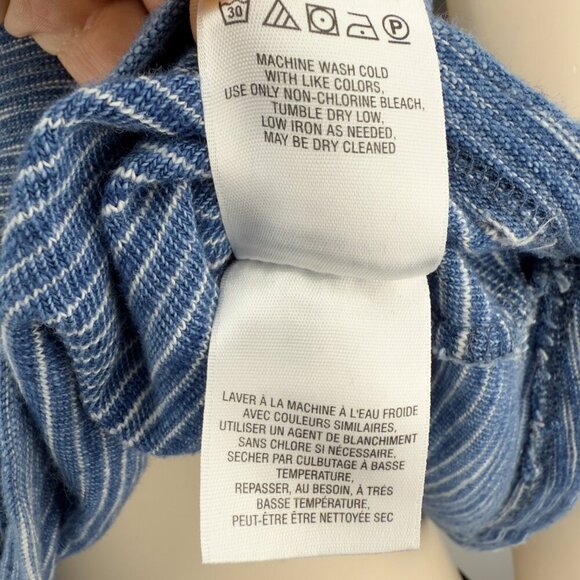 30 P
MACHINE WASH COLD
WITH LIKE COLORS,
USE ONLY NON-CHLORINE BLEACH,
TUMBLE DRY LOW,
LOW IRON AS NEEDED,
MAY BE DRY CLEANED
LAVER À LA MACHINE À L'EAU FROIDE
AVEC COULEURS SIMILAIRES,
UTILISER UN AGENT DE BLANCHIMENT
SANS CHLORE SI NÉCESSAIRE,
SECHER PAR CULBUTAGE À BASSE
TEMPERATURE,
REPASSER, AU BESOIN, À TRÉS
BASSE TEMPÉRATURE,
PEUT-ÊTRE ÊTRE NETTOYÉE SEC